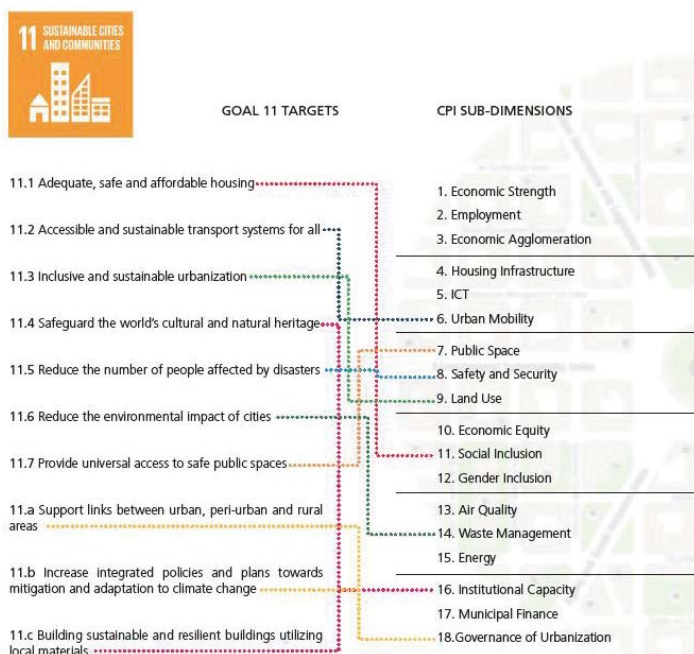 11 SUSTAINABLE CITIES
AND COMMUNITIES
GOAL 11 TARGETS
CPI SUB-DIMENSIONS
11.1 Adequate, safe and affordable housing
11.2 Accessible and sustainable transport systems for all
11.3 Inclusive and sustainable urbanization
11.4 Safeguard the world's cultural and natural heritage
11.5 Reduce the number of people affected by disasters
11.6 Reduce the environmental impact of cities
11.7 Provide universal access to safe public spaces
11.a Support links between urban, peri-urban and rural
areas
11.b Increase integrated policies and plans towards
mitigation and adaptation to climate change
11.c Building sustainable and resilient buildings utilizing
local materials
1. Economic Strength
2. Employment
3. Economic Agglomeration
4. Housing Infrastructure
5. ICT
6. Urban Mobility
7. Public Space
8. Safety and Security
9. Land Use
10. Economic Equity
11. Social Inclusion
12. Gender Inclusion
13. Air Quality
14. Waste Management
15. Energy
16. Institutional Capacity
17. Municipal Finance
18.Governance of Urbanization